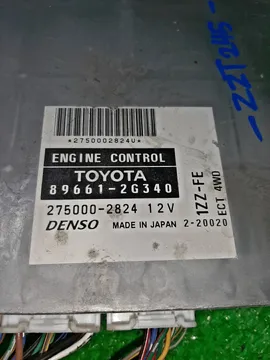 ZZT245-
*2750002824U*
ENGINE CONTROL
TOYOTA
89661-2G340
275000-2824 12V
DENSO MADE IN JAPAN 2-20020
1ZZ-FE
ECT 4WD